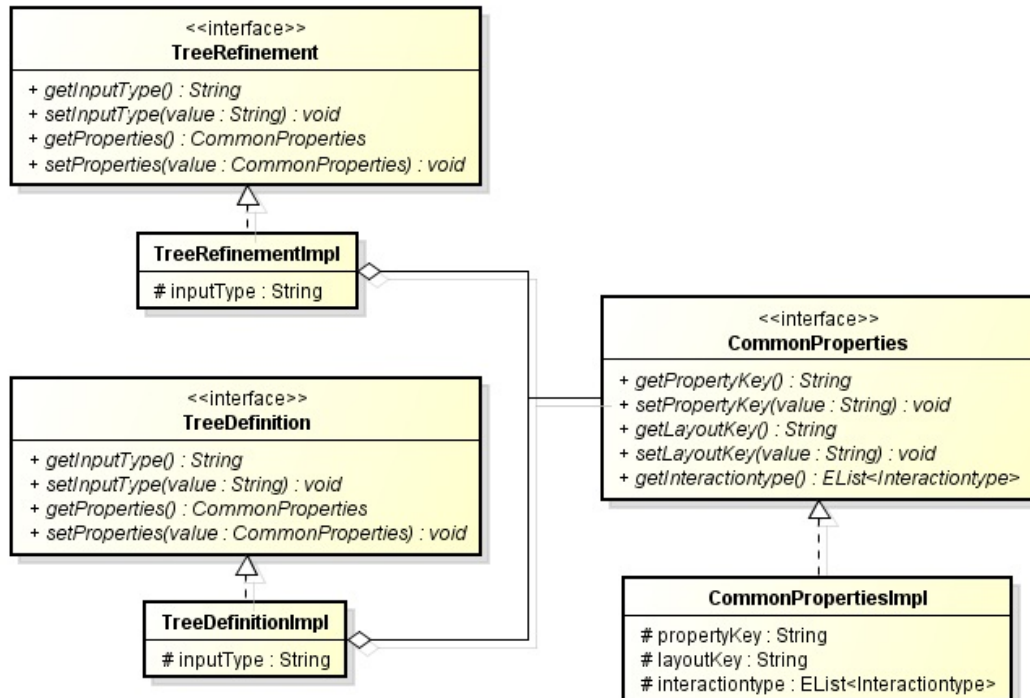 <<interface>>
TreeRefinement
+ getInputType() : String
+ setInputType(value : String) : void
+ getProperties() : CommonProperties
+ setProperties(value : CommonProperties) : void
TreeRefinementImpl
# inputType : String
<<interface>>
TreeDefinition
+ getInputType() : String
+ setInputType(value : String) : void
+ getProperties() : CommonProperties
+ setProperties(value : CommonProperties) : void
TreeDefinitionImpl
# inputType : String
<<interface>>
CommonProperties
+ getPropertyKey() : String
+ setPropertyKey(value : String) : void
+ getLayoutKey() : String
+ setLayoutKey(value : String) : void
+ getInteractiontype() : EList<Interactiontype>
CommonPropertiesImpl
# propertyKey : String
# layoutKey : String
# interactiontype : EList<Interactiontype>